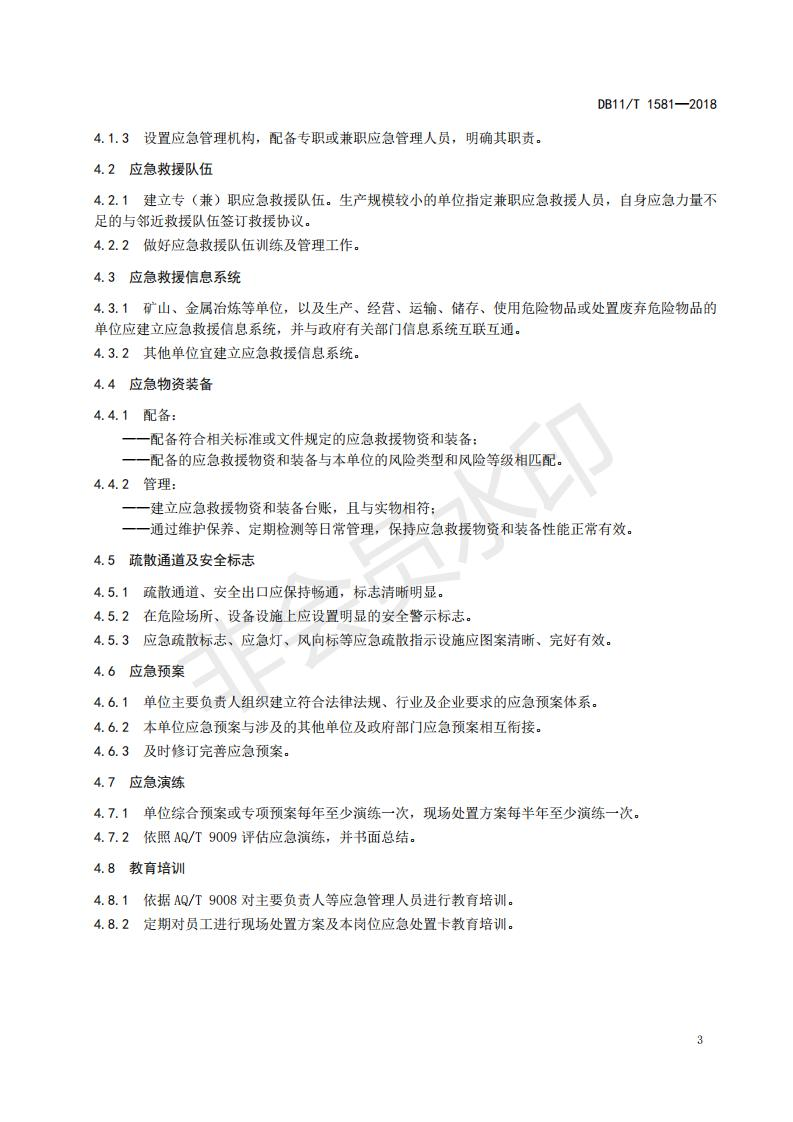 DB11/T 1581—2018
4.1.3 设置应急管理机构，配备专职或兼职应急管理人员，明确其职责。
4.2 应急救援队伍
4.2.1 建立专（兼）职应急救援队伍。生产规模较小的单位指定兼职应急救援人员，自身应急力量不
足的与邻近救援队伍签订救援协议。
4.2.2 做好应急救援队伍训练及管理工作。
4.3 应急救援信息系统
4.3.1 矿山、金属冶炼等单位，以及生产、经营、运输、储存、使用危险物品或处置废弃危险物品的
单位应建立应急救援信息系统，并与政府有关部门信息系统互联互通。
4.3.2 其他单位宜建立应急救援信息系统。
4.4 应急物资装备
4.4.1 配备：
——配备符合相关标准或文件规定的应急救援物资和装备；
——配备的应急救援物资和装备与本单位的风险类型和风险等级相匹配。
4.4.2 管理：
——建立应急救援物资和装备台账，且与实物相符；
——通过维护保养、定期检测等日常管理，保持应急救援物资和装备性能正常有效。
4.5 疏散通道及安全标志
4.5.1 疏散通道、安全出口应保持畅通，标志清晰明显。
4.5.2 在危险场所、设备设施上应设置明显的安全警示标志。
4.5.3 应急疏散标志、应急灯、风向标等应急疏散指示设施应图案清晰、完好有效。
4.6 应急预案
4.6.1 单位主要负责人组织建立符合法律法规、行业及企业要求的应急预案体系。
4.6.2 本单位应急预案与涉及的其他单位及政府部门应急预案相互衔接。
4.6.3 及时修订完善应急预案。
4.7 应急演练
4.7.1 单位综合预案或专项预案每年至少演练一次，现场处置方案每半年至少演练一次。
4.7.2 依照 AQ/T 9009 评估应急演练，并书面总结。
4.8 教育培训
4.8.1 依据 AQ/T 9008 对主要负责人等应急管理人员进行教育培训。
4.8.2 定期对员工进行现场处置方案及本岗位应急处置卡教育培训。
3
非会员水印